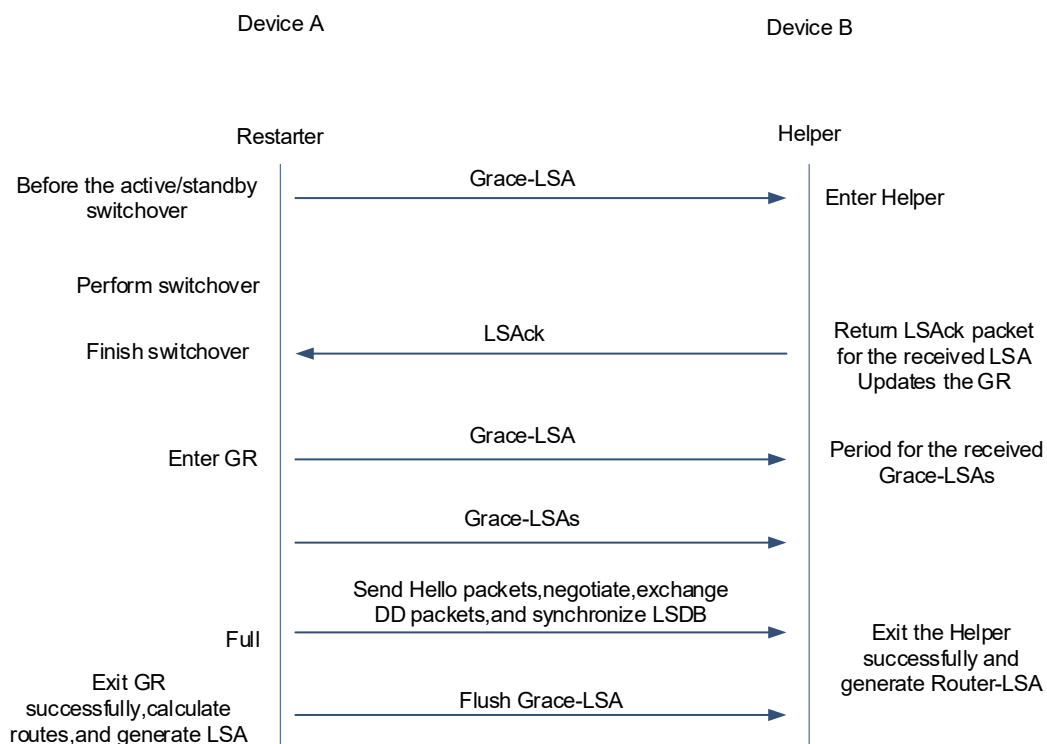 Device A
Device B
Restarter
Helper
Before the active/standby
switchover
Grace-LSA
Enter Helper
Perform switchover
Finish switchover
LSAck
Return LSAck packet
for the received LSA
Updates the GR
Enter GR
Grace-LSA
Period for the received
Grace-LSAs
Grace-LSAs
Send Hello packets,negotiate,exchange
DD packets,and synchronize LSDB
Full
Exit the Helper
successfully and
generate Router-LSA
Exit GR
successfully,calculate
routes,and generate LSA
Flush Grace-LSA